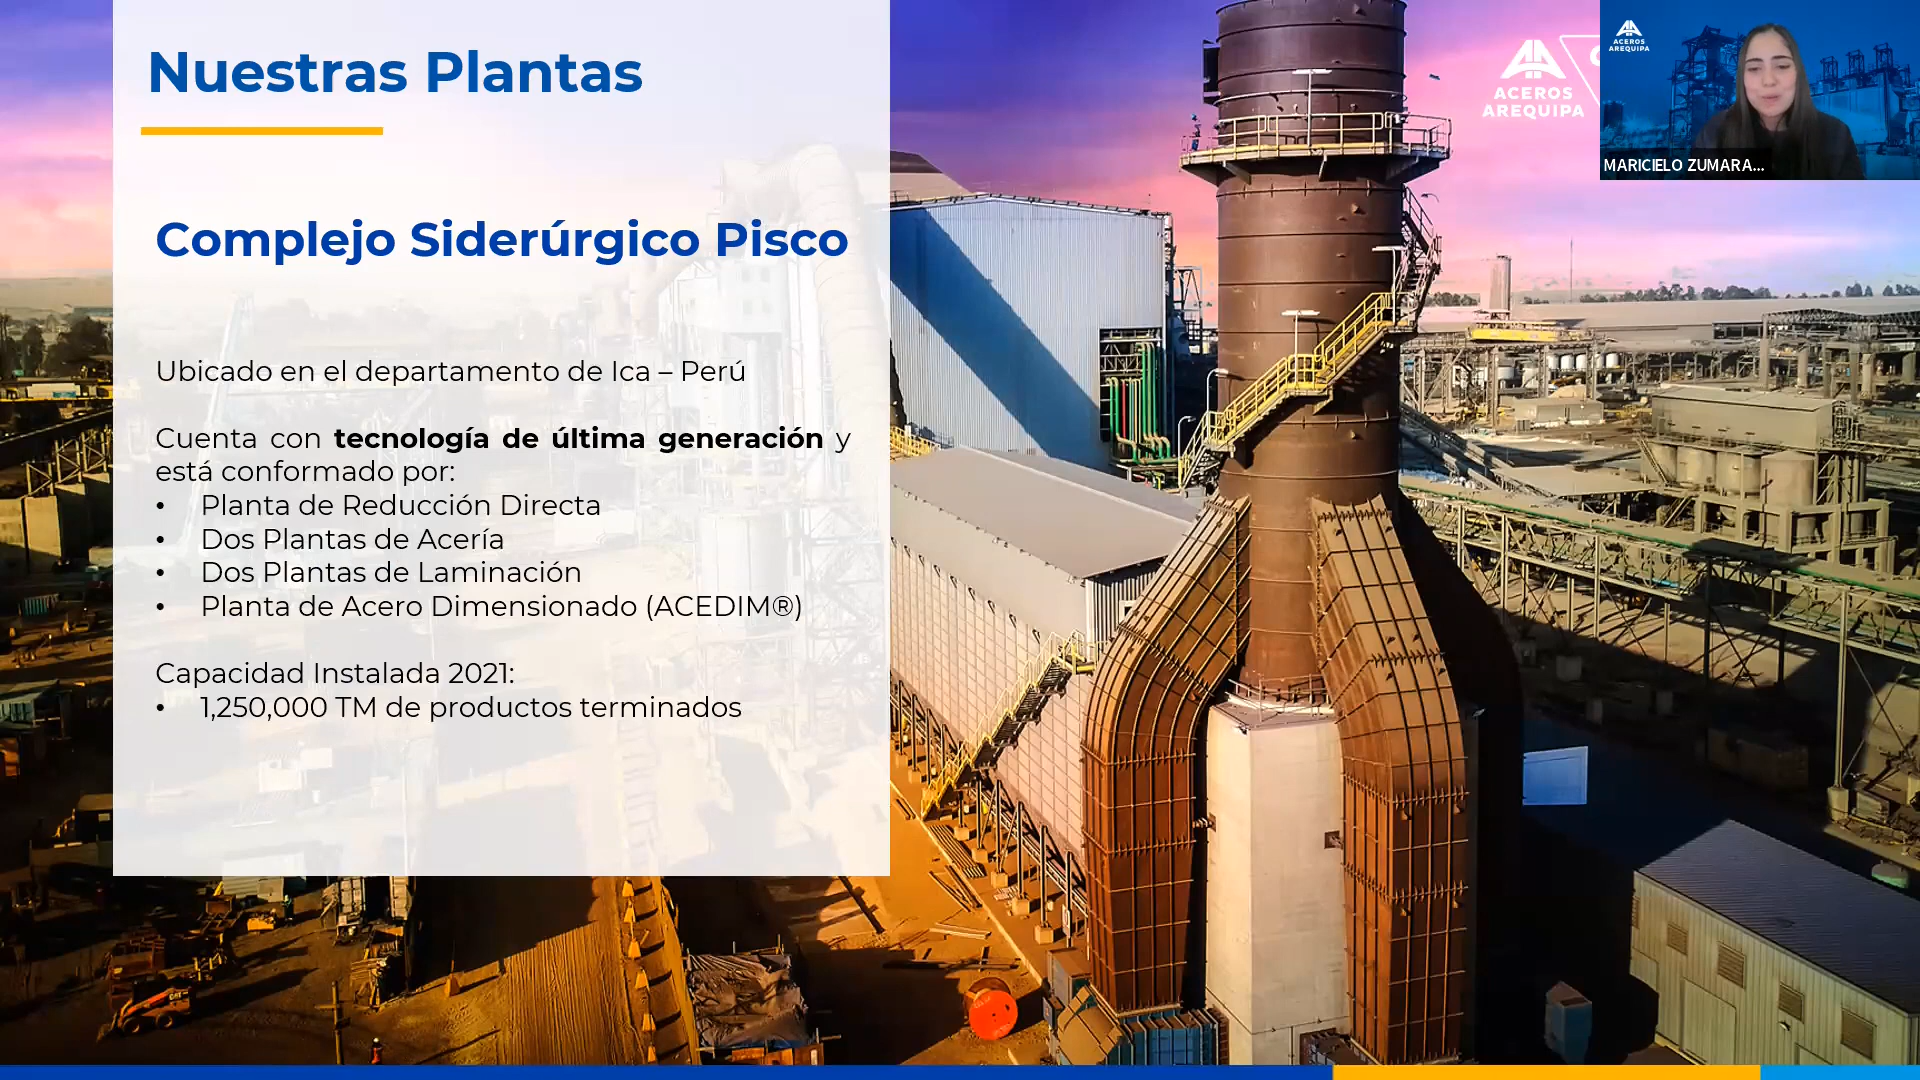 Nuestras Plantas
Complejo Siderúrgico Pisco
Ubicado en el departamento de Ica – Perú
Cuenta con tecnología de última generación y
está conformado por:
• Planta de Reducción Directa
• Dos Plantas de Acería
• Dos Plantas de Laminación
• Planta de Acero Dimensionado (ACEDIM®)
Capacidad Instalada 2021:
• 1,250,000 TM de productos terminados
ACEROS
AREQUIPA
ACEROS
AREQUIPA
MARICIELO ZUMARA...
CAT